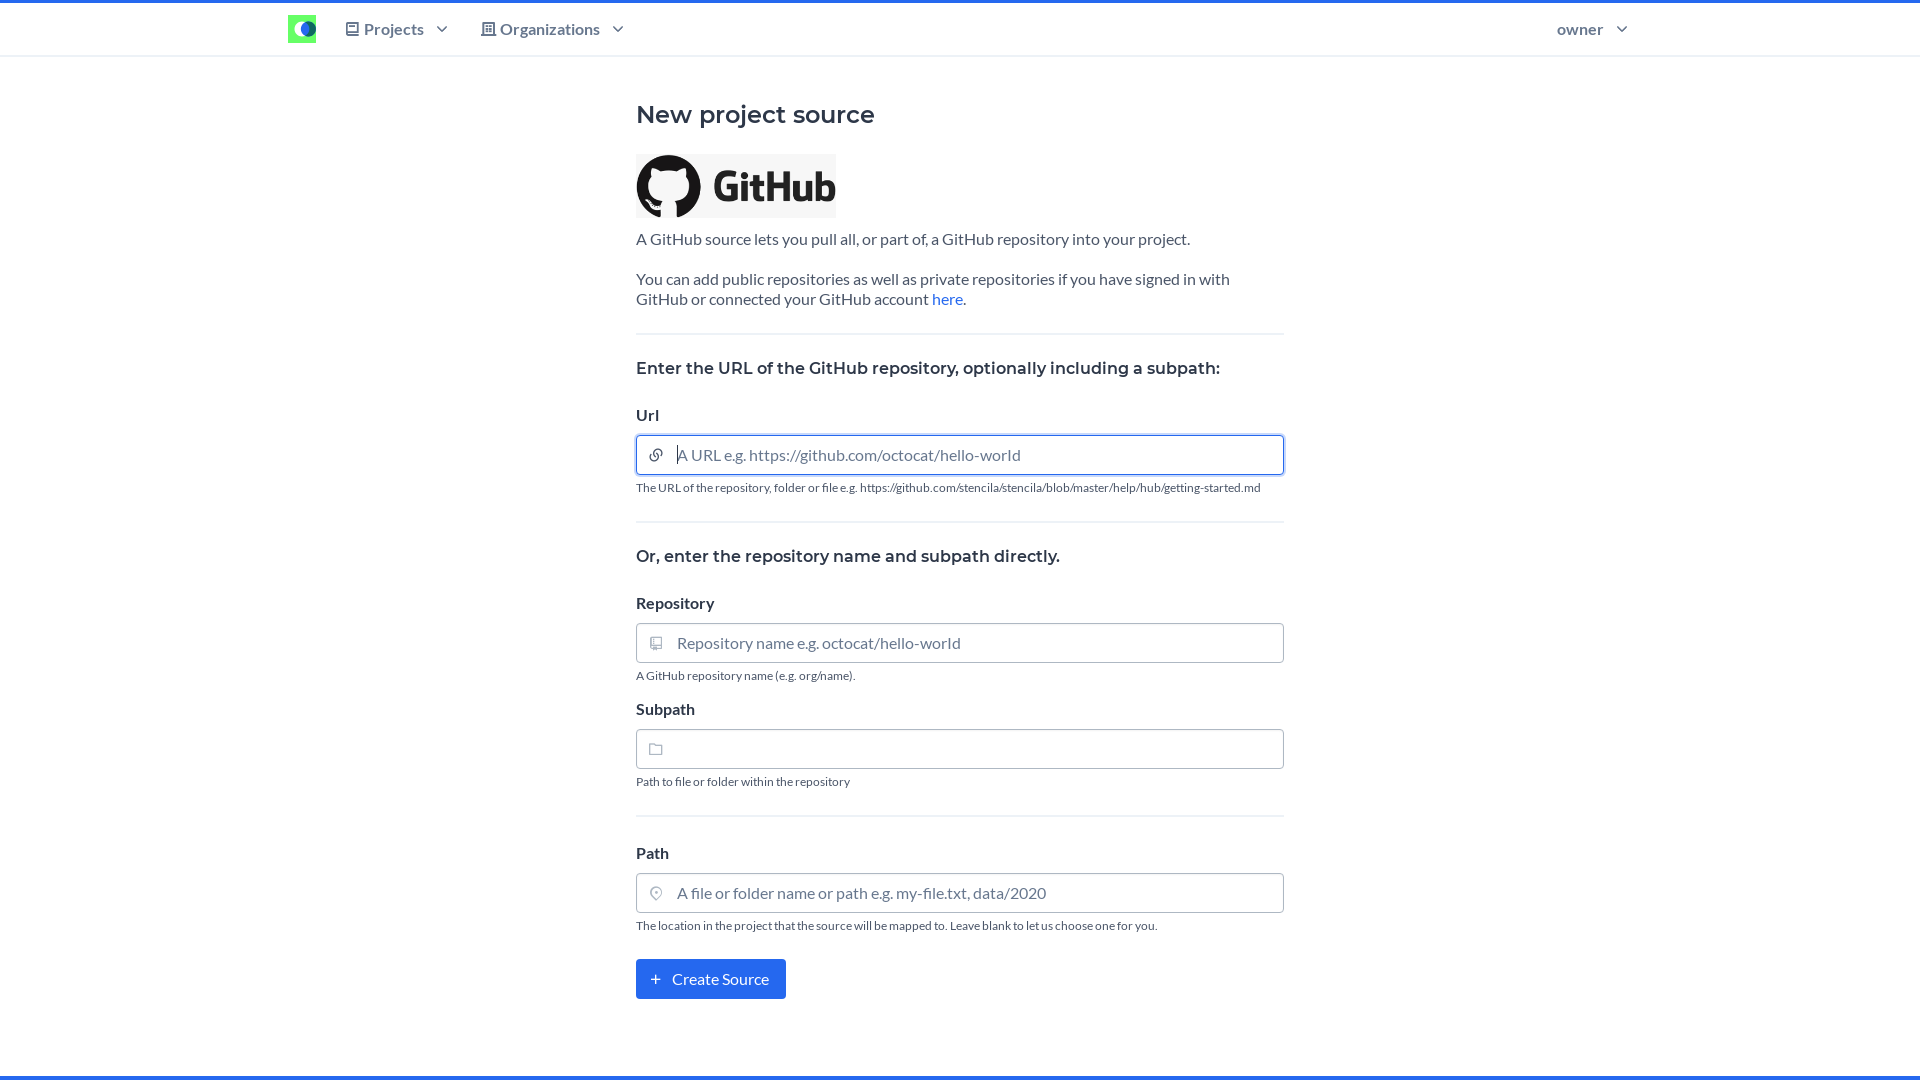 Projects
Organizations
owner
New project source
GitHub
A GitHub source lets you pull all, or part of, a GitHub repository into your project.
You can add public repositories as well as private repositories if you have signed in with
GitHub or connected your GitHub account here.
Enter the URL of the GitHub repository, optionally including a subpath:
Url
A URL e.g. https://github.com/octocat/hello-world
The URL of the repository, folder or file e.g. https://github.com/stencila/stencila/blob/master/help/hub/getting-started.md
Or, enter the repository name and subpath directly.
Repository
Repository name e.g. octocat/hello-world
A GitHub repository name (e.g. org/name).
Subpath
Path to file or folder within the repository
Path
A file or folder name or path e.g. my-file.txt, data/2020
The location in the project that the source will be mapped to. Leave blank to let us choose one for you.
Create Source